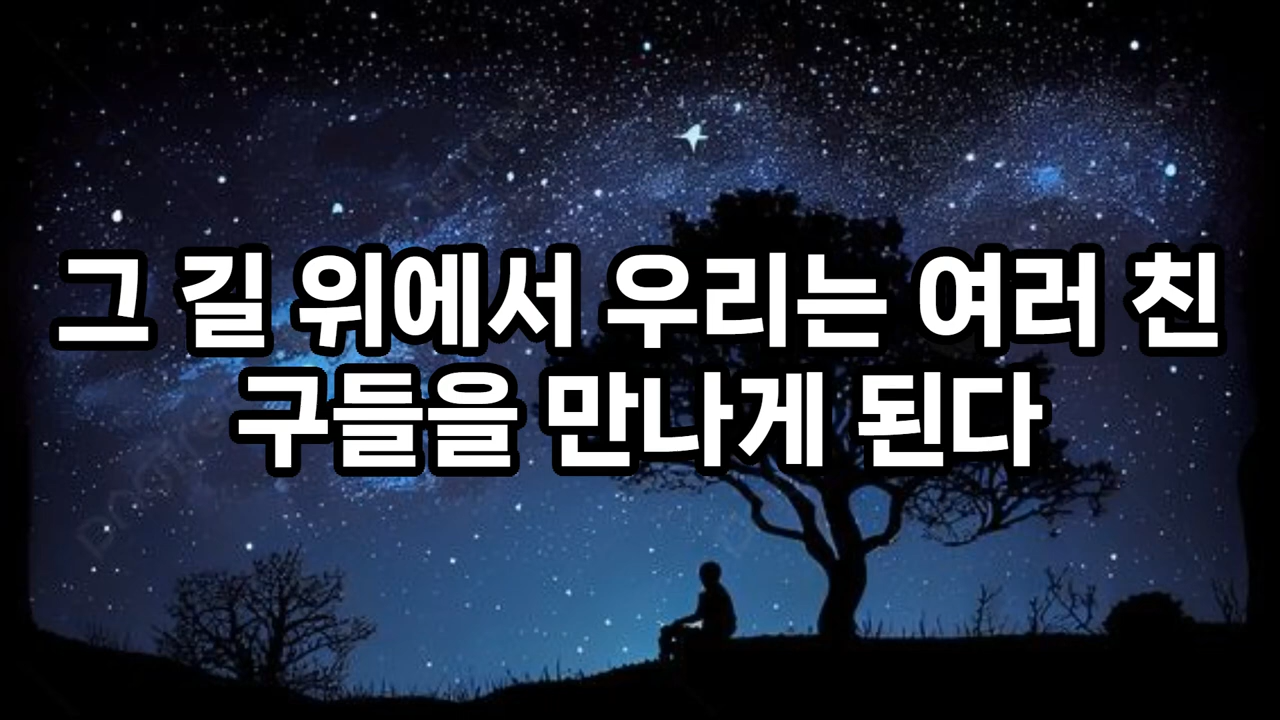 그 길 위에서 우리는 여러 친
구들을 만나게 된다